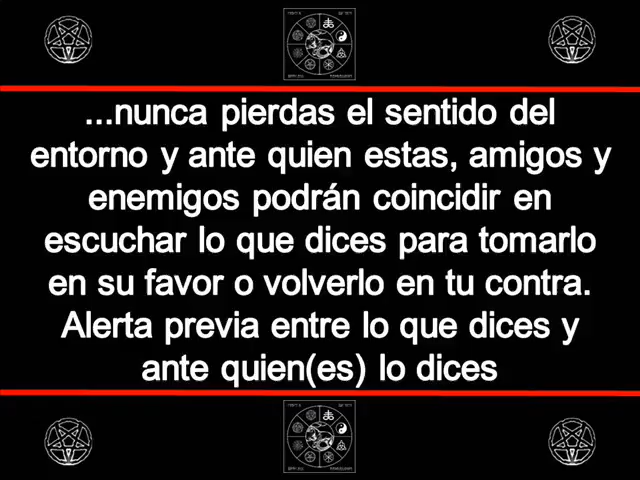 ...nunca pierdas el sentido del
entorno y ante quien estas, amigos y
enemigos podrán coincidir en
escuchar lo que dices para tomarlo
en su favor o volverlo en tu contra.
Alerta previa entre lo que dices y
ante quien(es) lo dices